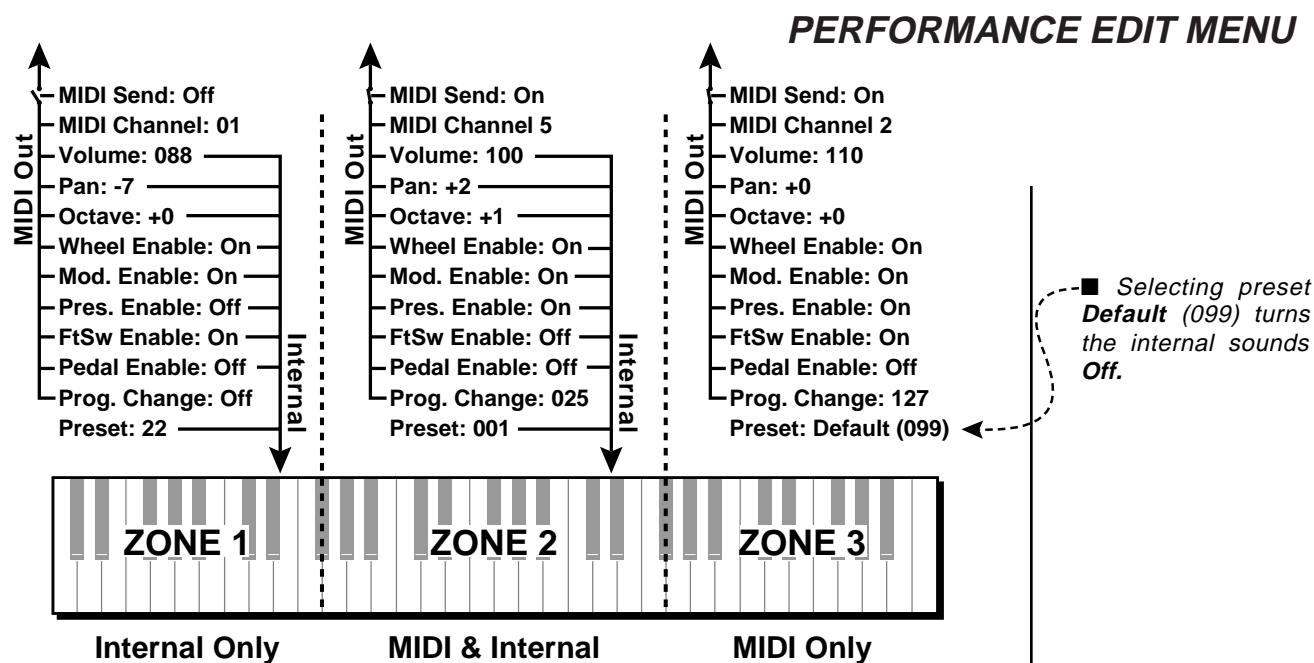 PERFORMANCE EDIT MENU
MIDI Out
MIDI Send: Off
MIDI Channel: 01
Volume: 088
Pan: -7
Octave: +0
Wheel Enable: On
Mod. Enable: On
Pres. Enable: Off
FtSw Enable: On
Pedal Enable: Off
Prog. Change: Off
Preset: 22
Internal
MIDI Out
MIDI Send: On
MIDI Channel 5
Volume: 100
Pan: +2
Octave: +1
Wheel Enable: On
Mod. Enable: On
Pres. Enable: On
FtSw Enable: Off
Pedal Enable: Off
Prog. Change: 025
Preset: 001
Internal
MIDI Out
MIDI Send: On
MIDI Channel 2
Volume: 110
Pan: +0
Octave: +0
Wheel Enable: On
Mod. Enable: On
Pres. Enable: On
FtSw Enable: On
Pedal Enable: Off
Prog. Change: 127
Preset: Default (099)
■ Selecting preset
Default (099) turns
the internal sounds
Off.
ZONE 1
ZONE 2
ZONE 3
Internal Only
MIDI & Internal
MIDI Only